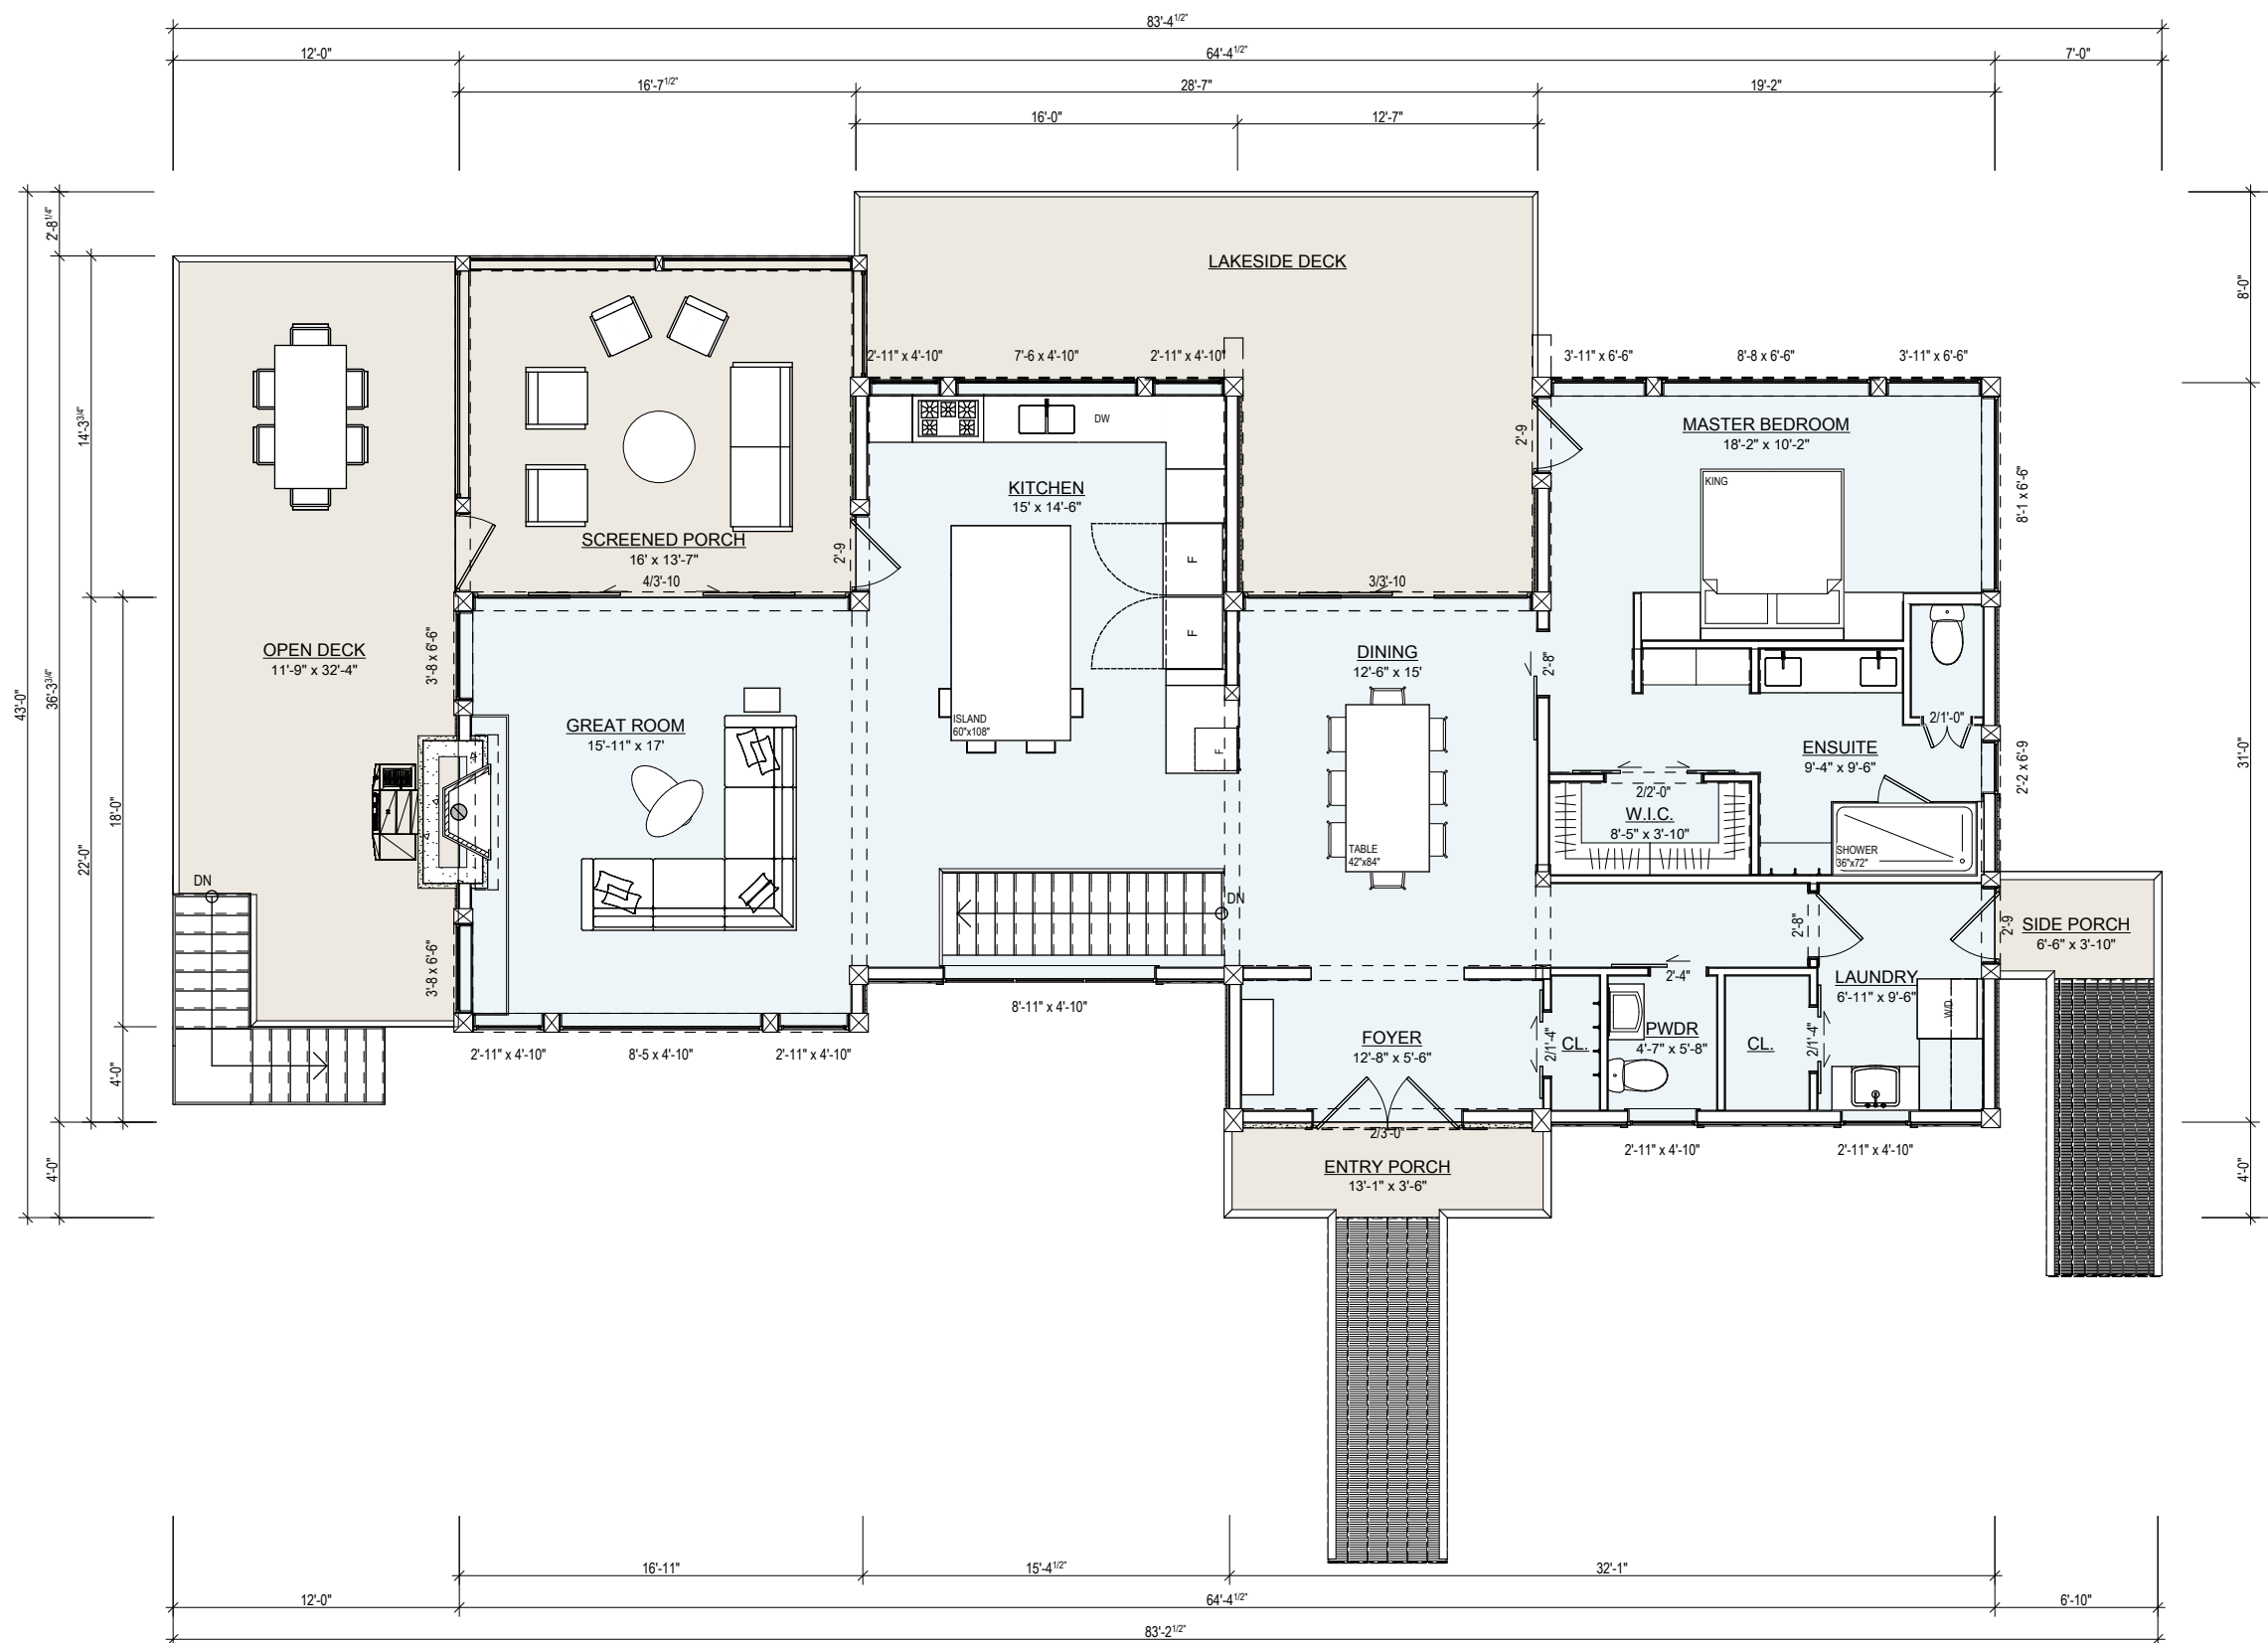 83'-4 1/2"
12'-0"
64'-4 1/2"
7'-0"
16'-7 1/2"
28'-7"
19'-2"
16'-0"
12'-7"
2'-8 1/4"
14'-3 3/4"
43'-0"
36'-3 3/4"
22'-0"
18'-0"
4'-0"
4'-0"
8'-0"
31'-0"
4'-0"
LAKESIDE DECK
2'-11" x 4'-10"
7'-6 x 4'-10"
2'-11" x 4'-10"
3'-11" x 6'-6"
8'-8 x 6'-6"
3'-11" x 6'-6"
DW
2'-9
MASTER BEDROOM
18'-2" x 10'-2"
KING
8'-1 x 6'-6"
KITCHEN
15' x 14'-6"
SCREENED PORCH
16' x 13'-7"
2'-9
F
4/3'-10
3/3'-10
F
OPEN DECK
11'-9" x 32'-4"
3'-8 x 6'-6"
DINING
12'-6" x 15'
2'-8"
GREAT ROOM
15'-11" x 17'
ISLAND
60"x108"
F
2/1'-0"
ENSUITE
9'-4" x 9'-6"
2'-2 x 6'-9
2/2'-0"
W.I.C.
8'-5" x 3'-10"
TABLE
42"x84"
SHOWER
36"x72"
DN
DN
3'-8 x 6'-6"
2'-8"
2'-9
SIDE PORCH
6'-6" x 3'-10"
2'-4"
LAUNDRY
6'-11" x 9'-6"
W/D
8'-11" x 4'-10"
FOYER
12'-8" x 5'-6"
2/1'-4"
CL.
PWDR
4'-7" x 5'-8"
CL.
2/1'-4"
2'-11" x 4'-10"
8'-5 x 4'-10"
2'-11" x 4'-10"
2/3'-0"
2'-11" x 4'-10"
2'-11" x 4'-10"
ENTRY PORCH
13'-1" x 3'-6"
16'-11"
15'-4 1/2"
32'-1"
12'-0"
64'-4 1/2"
6'-10"
83'-2 1/2"